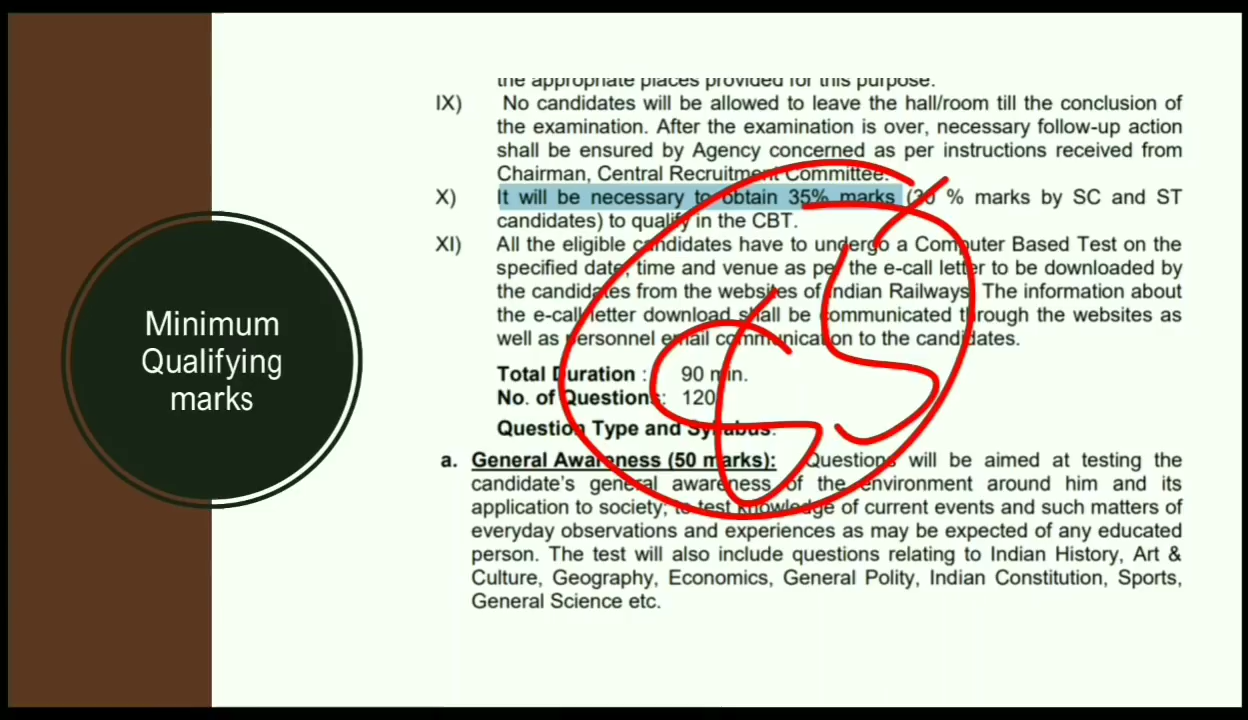 Minimum
Qualifying
marks
the appropriate places provided for this purpose.
IX) No candidates will be allowed to leave the hall/room till the conclusion of
the examination. After the examination is over, necessary follow-up action
shall be ensured by Agency concerned as per instructions received from
Chairman, Central Recruitment Committee.
X) It will be necessary to obtain 35% marks (30 % marks by SC and ST
candidates) to qualify in the CBT.
XI) All the eligible candidates have to undergo a Computer Based Test on the
specified date, time and venue as per the e-call letter to be downloaded by
the candidates from the websites of Indian Railways. The information about
the e-call letter download shall be communicated through the websites as
well as personnel email communication to the candidates.
Total Duration : 90 min.
No. of Questions: 120
Question Type and Syllabus:
a. General Awareness (50 marks): Questions will be aimed at testing the
candidate's general awareness of the environment around him and its
application to society; to test knowledge of current events and such matters of
everyday observations and experiences as may be expected of any educated
person. The test will also include questions relating to Indian History, Art &
Culture, Geography, Economics, General Polity, Indian Constitution, Sports,
General Science etc.
GS